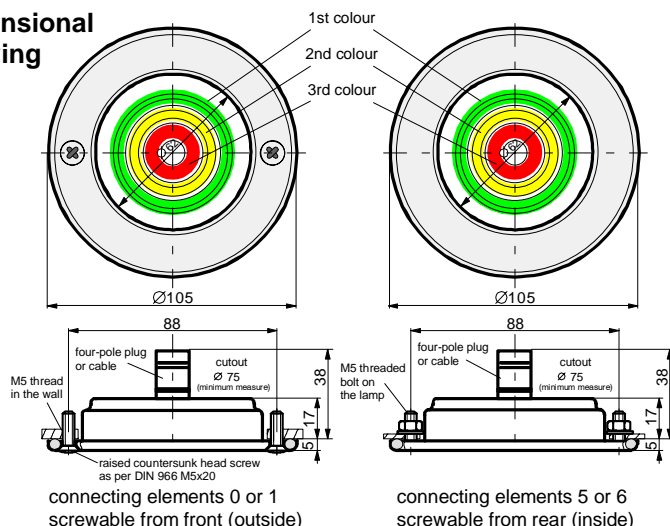 nsional
ing
1st colour
2nd colour
3rd colour
Ø105
Ø105
88
88
four-pole plug
or cable
cutout
Ø 75
(minimum measure)
M5 thread
in the wall
38
17
5
raised countersunk head screw
as per DIN 966 M5x20
four-pole plug
or cable
cutout
Ø 75
(minimum measure)
M5 threaded
bolt on
the lamp
38
17
5
connecting elements 0 or 1
screwable from front (outside)
connecting elements 5 or 6
screwable from rear (inside)